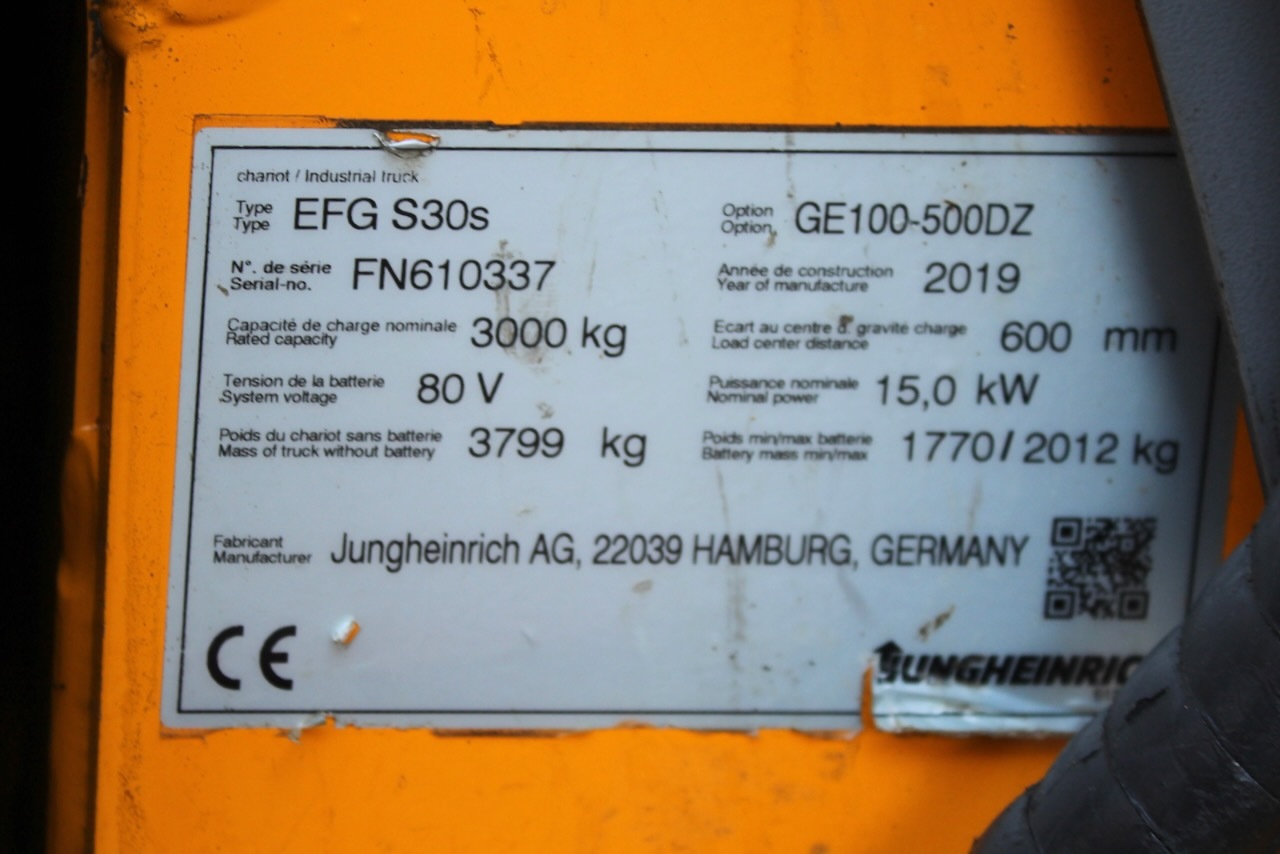 chariot / Industrial truck
Type EFG S30s Option GE100-500DZ
Type Option
N°. de série FN610337 Année de construction 2019
Serial-no. Year of manufacture
Capacité de charge nominale 3000 kg Ecart au centre d. gravité charge 600 mm
Rated capacity Load center distance
Tension de la batterie 80 V Puissance nominale 15,0 kW
System voltage Nominal power
Poids du chariot sans batterie 3799 kg Poids min/max batterie 1770/2012 kg
Mass of truck without battery Battery mass min/max
Fabricant Jungheinrich AG, 22039 HAMBURG, GERMANY
Manufacturer
CE
JUNGHEINRIC